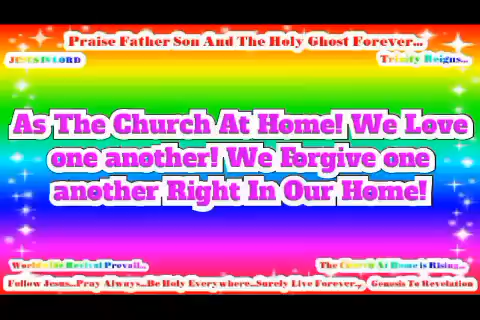 Praise Father Son And The Holy Ghost Forever...
JESUS IS LORD
Trinity Reigns...
As The Church At Home! We Love
one another! We Forgive one
another Right In Our Home!
Worldwide Revival Prevail...
The Church At Home is Rising...
Follow Jesus...Pray Always...Be Holy Everywhere...Surely Live Forever..,
Genesis To Revelation